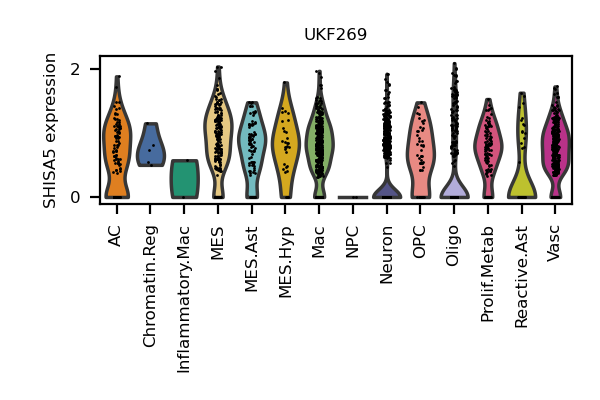 UKF269
SHISA5 expression
2
0
AC
Chromatin.Reg
Inflammatory.Mac
MES
MES.Ast
MES.Hyp
Mac
NPC
Neuron
OPC
Oligo
Prolif.Metab
Reactive.Ast
Vasc